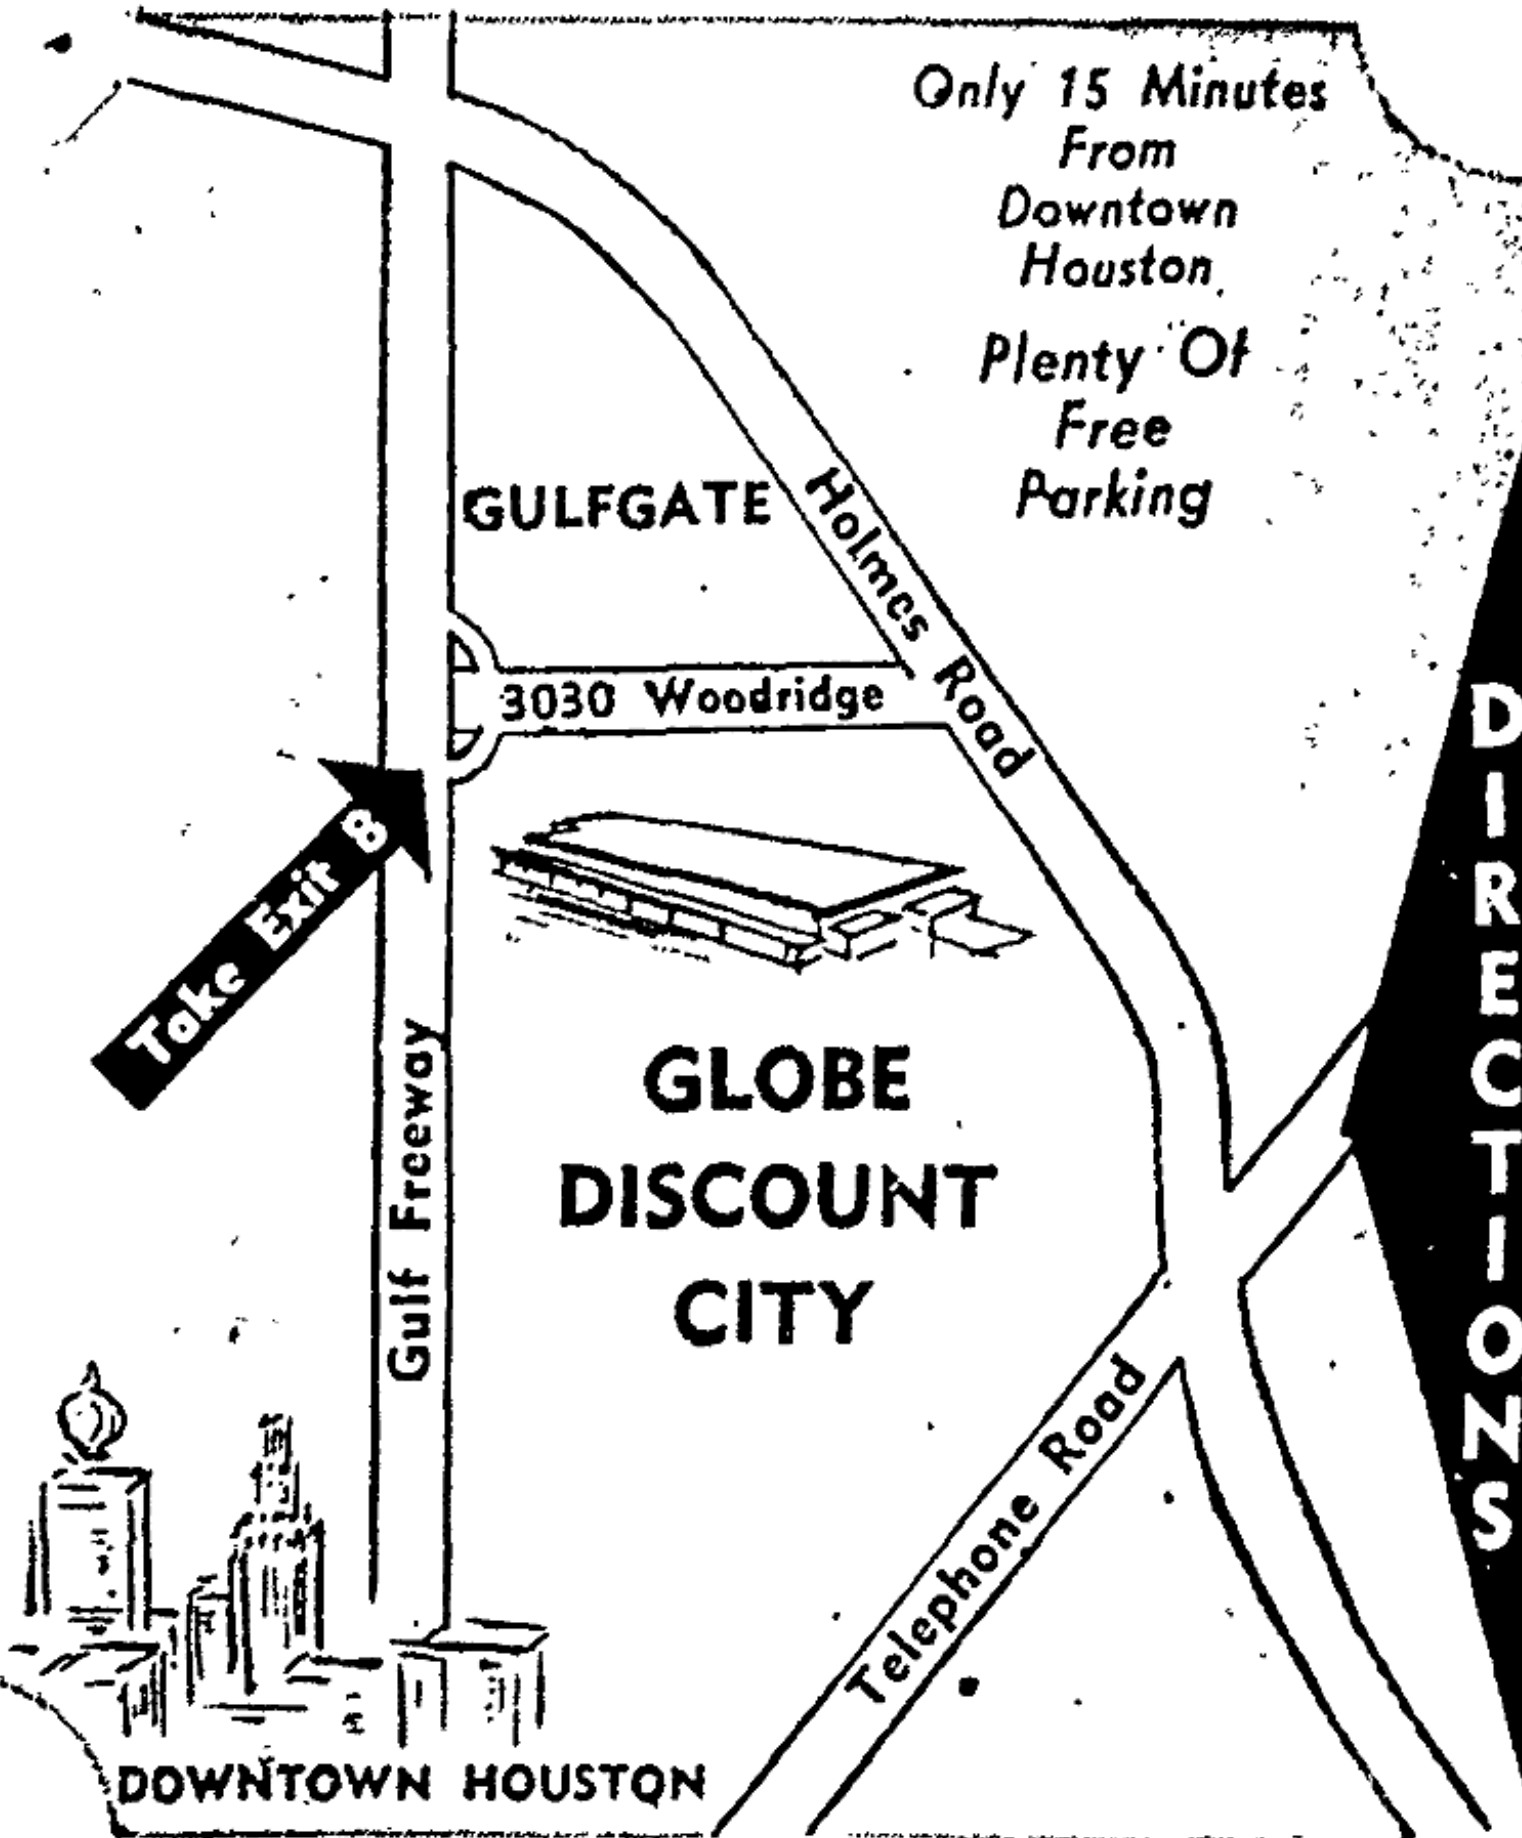 Only 15 Minutes
From
Downtown
Houston
Plenty Of
Free
Parking
GULFGATE
Holmes Road
3030 Woodridge
Take Exit 8
Gulf Freeway
GLOBE
DISCOUNT
CITY
Telephone Road
DOWNTOWN HOUSTON
DIRECTIONS